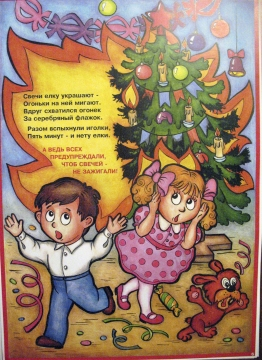 Свечи елку украшают -
Огоньки на ней мигают.
Вдруг схватился огонек
За серебряный флажок.
Разом вспыхнули иголки,
Пять минут - и нету елки.
А ВЕДЬ ВСЕХ
ПРЕДУПРЕЖДАЛИ,
ЧТОБ СВЕЧЕЙ -
НЕ ЗАЖИГАЛИ!